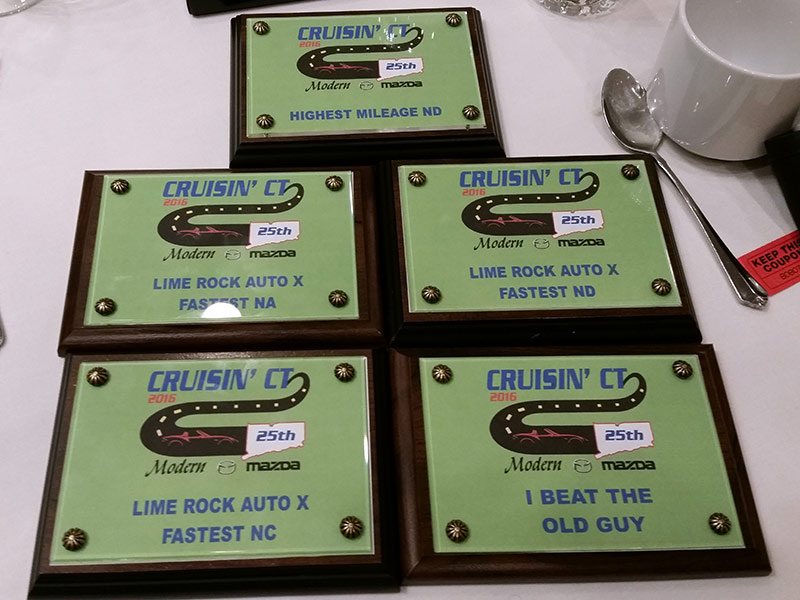 CRUISIN' CT
2016
25th
Modern mazda
HIGHEST MILEAGE ND
CRUISIN' CT
2016
25th
Modern mazda
LIME ROCK AUTO X
FASTEST NA
CRUISIN' CT
2016
25th
Modern mazda
LIME ROCK AUTO X
FASTEST ND
CRUISIN' CT
2016
25th
Modern mazda
LIME ROCK AUTO X
FASTEST NC
CRUISIN' CT
2016
25th
Modern mazda
I BEAT THE
OLD GUY
KEEP THIS
COUPON